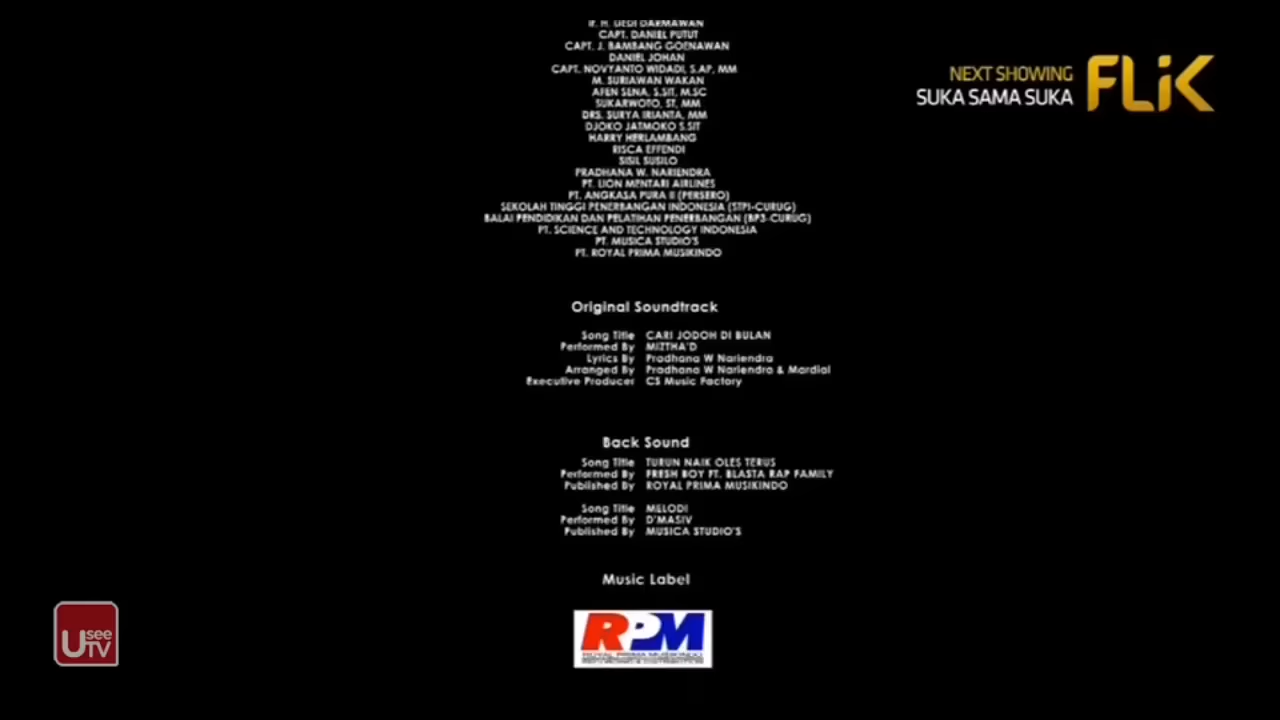 IR. H. DEDI DARMAWAN
CAPT. DANIEL PUTUT
CAPT. J. BAMBANG GOENAWAN
DANIEL JOHAN
CAPT. NOVYANTO WIDADI, S.AP, MM
M. SURIAWAN WAKAN
AFEN SENA, S.SIT, M.SC
SUKARWOTO, ST, MM
DRS. SURYA IRIANTA, MM
DJOKO JATMOKO S.SIT
HARRY HERLAMBANG
RISCA EFFENDI
SISIL SUSILO
PRADHANA W. NARIENDRA
PT. LION MENTARI AIRLINES
PT. ANGKASA PURA II (PERSERO)
SEKOLAH TINGGI PENERBANGAN INDONESIA (STPI-CURUG)
BALAI PENDIDIKAN DAN PELATIHAN PENERBANGAN (BP3-CURUG)
PT. SCIENCE AND TECHNOLOGY INDONESIA
PT. MUSICA STUDIO'S
PT. ROYAL PRIMA MUSIKINDO
NEXT SHOWING
SUKA SAMA SUKA
FLiK
Original Soundtrack
Song Title CARI JODOH DI BULAN
Performed By MIZTHA'D
Lyrics By Pradhana W Nariendra
Arranged By Pradhana W Nariendra & Mardial
Executive Producer CS Music Factory
Back Sound
Song Title TURUN NAIK OLES TERUS
Performed By FRESH BOY FT. BLASTA RAP FAMILY
Published By ROYAL PRIMA MUSIKINDO
Song Title MELODI
Performed By D'MASIV
Published By MUSICA STUDIO'S
Music Label
RPM
ROYAL PRIMA MUSIKINDO
UseeTV